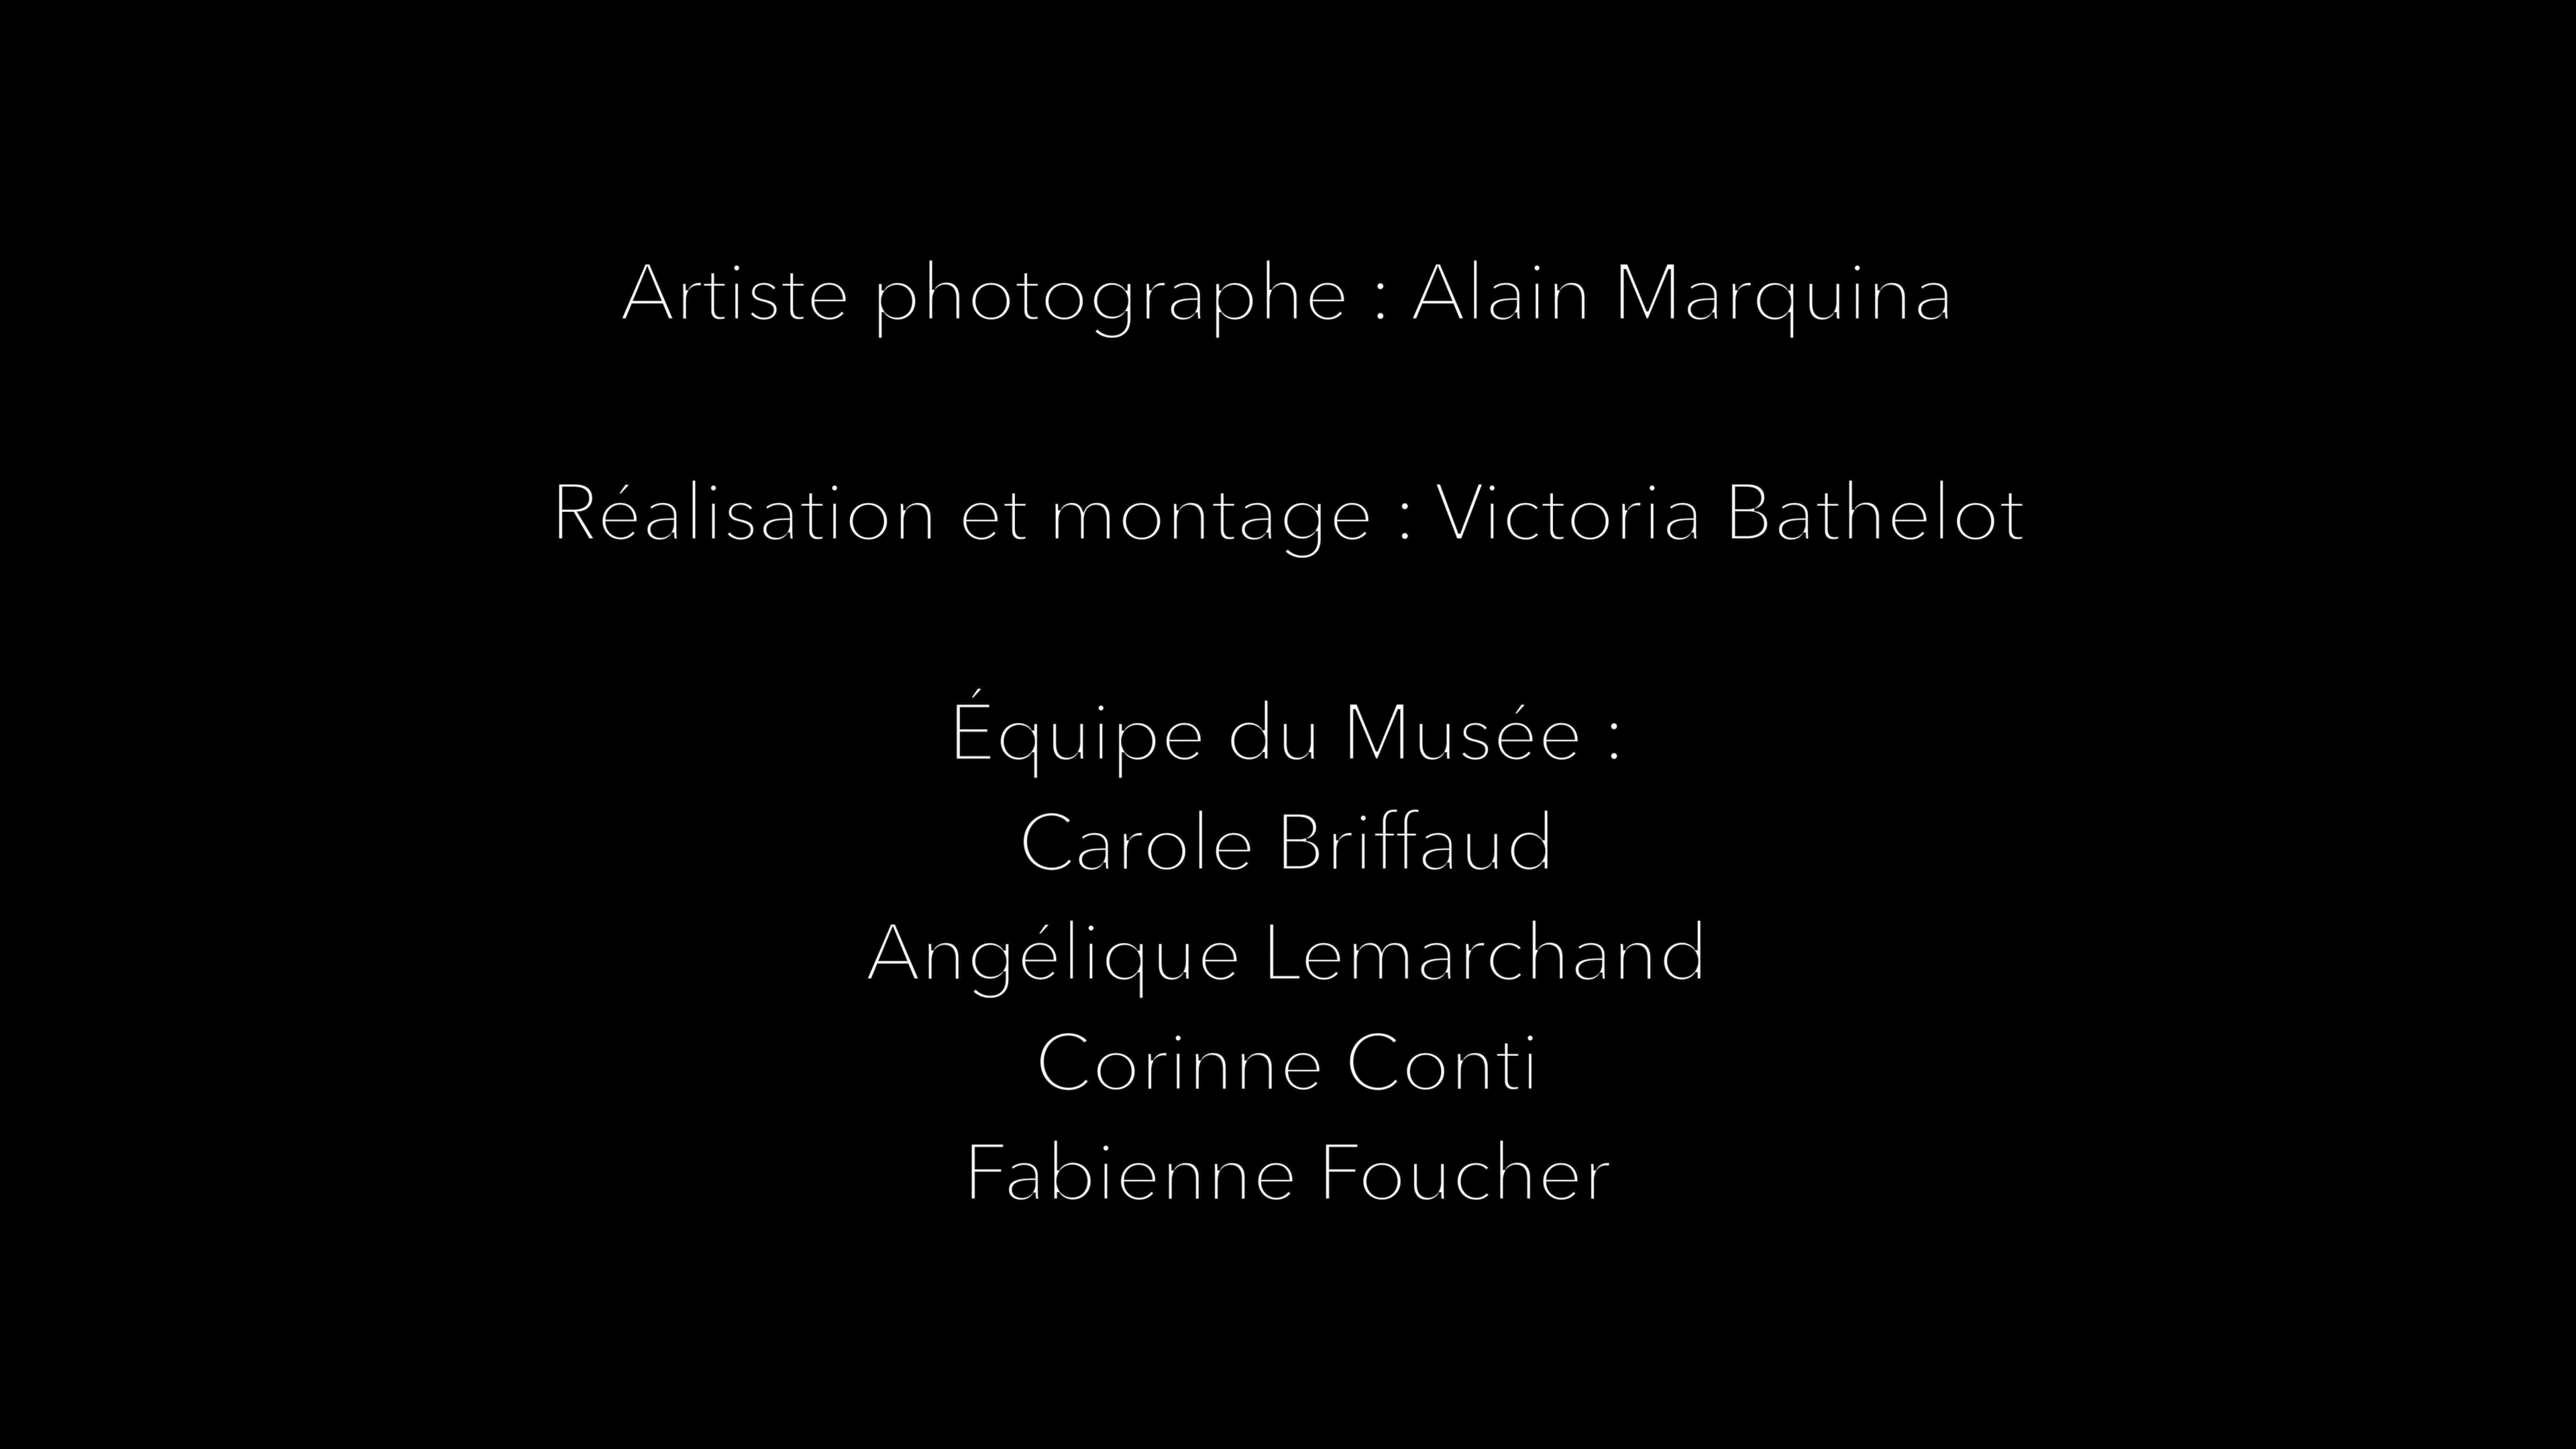 Artiste photographe : Alain Marquina
Réalisation et montage : Victoria Bathelot
Équipe du Musée :
Carole Briffaud
Angélique Lemarchand
Corinne Conti
Fabienne Foucher